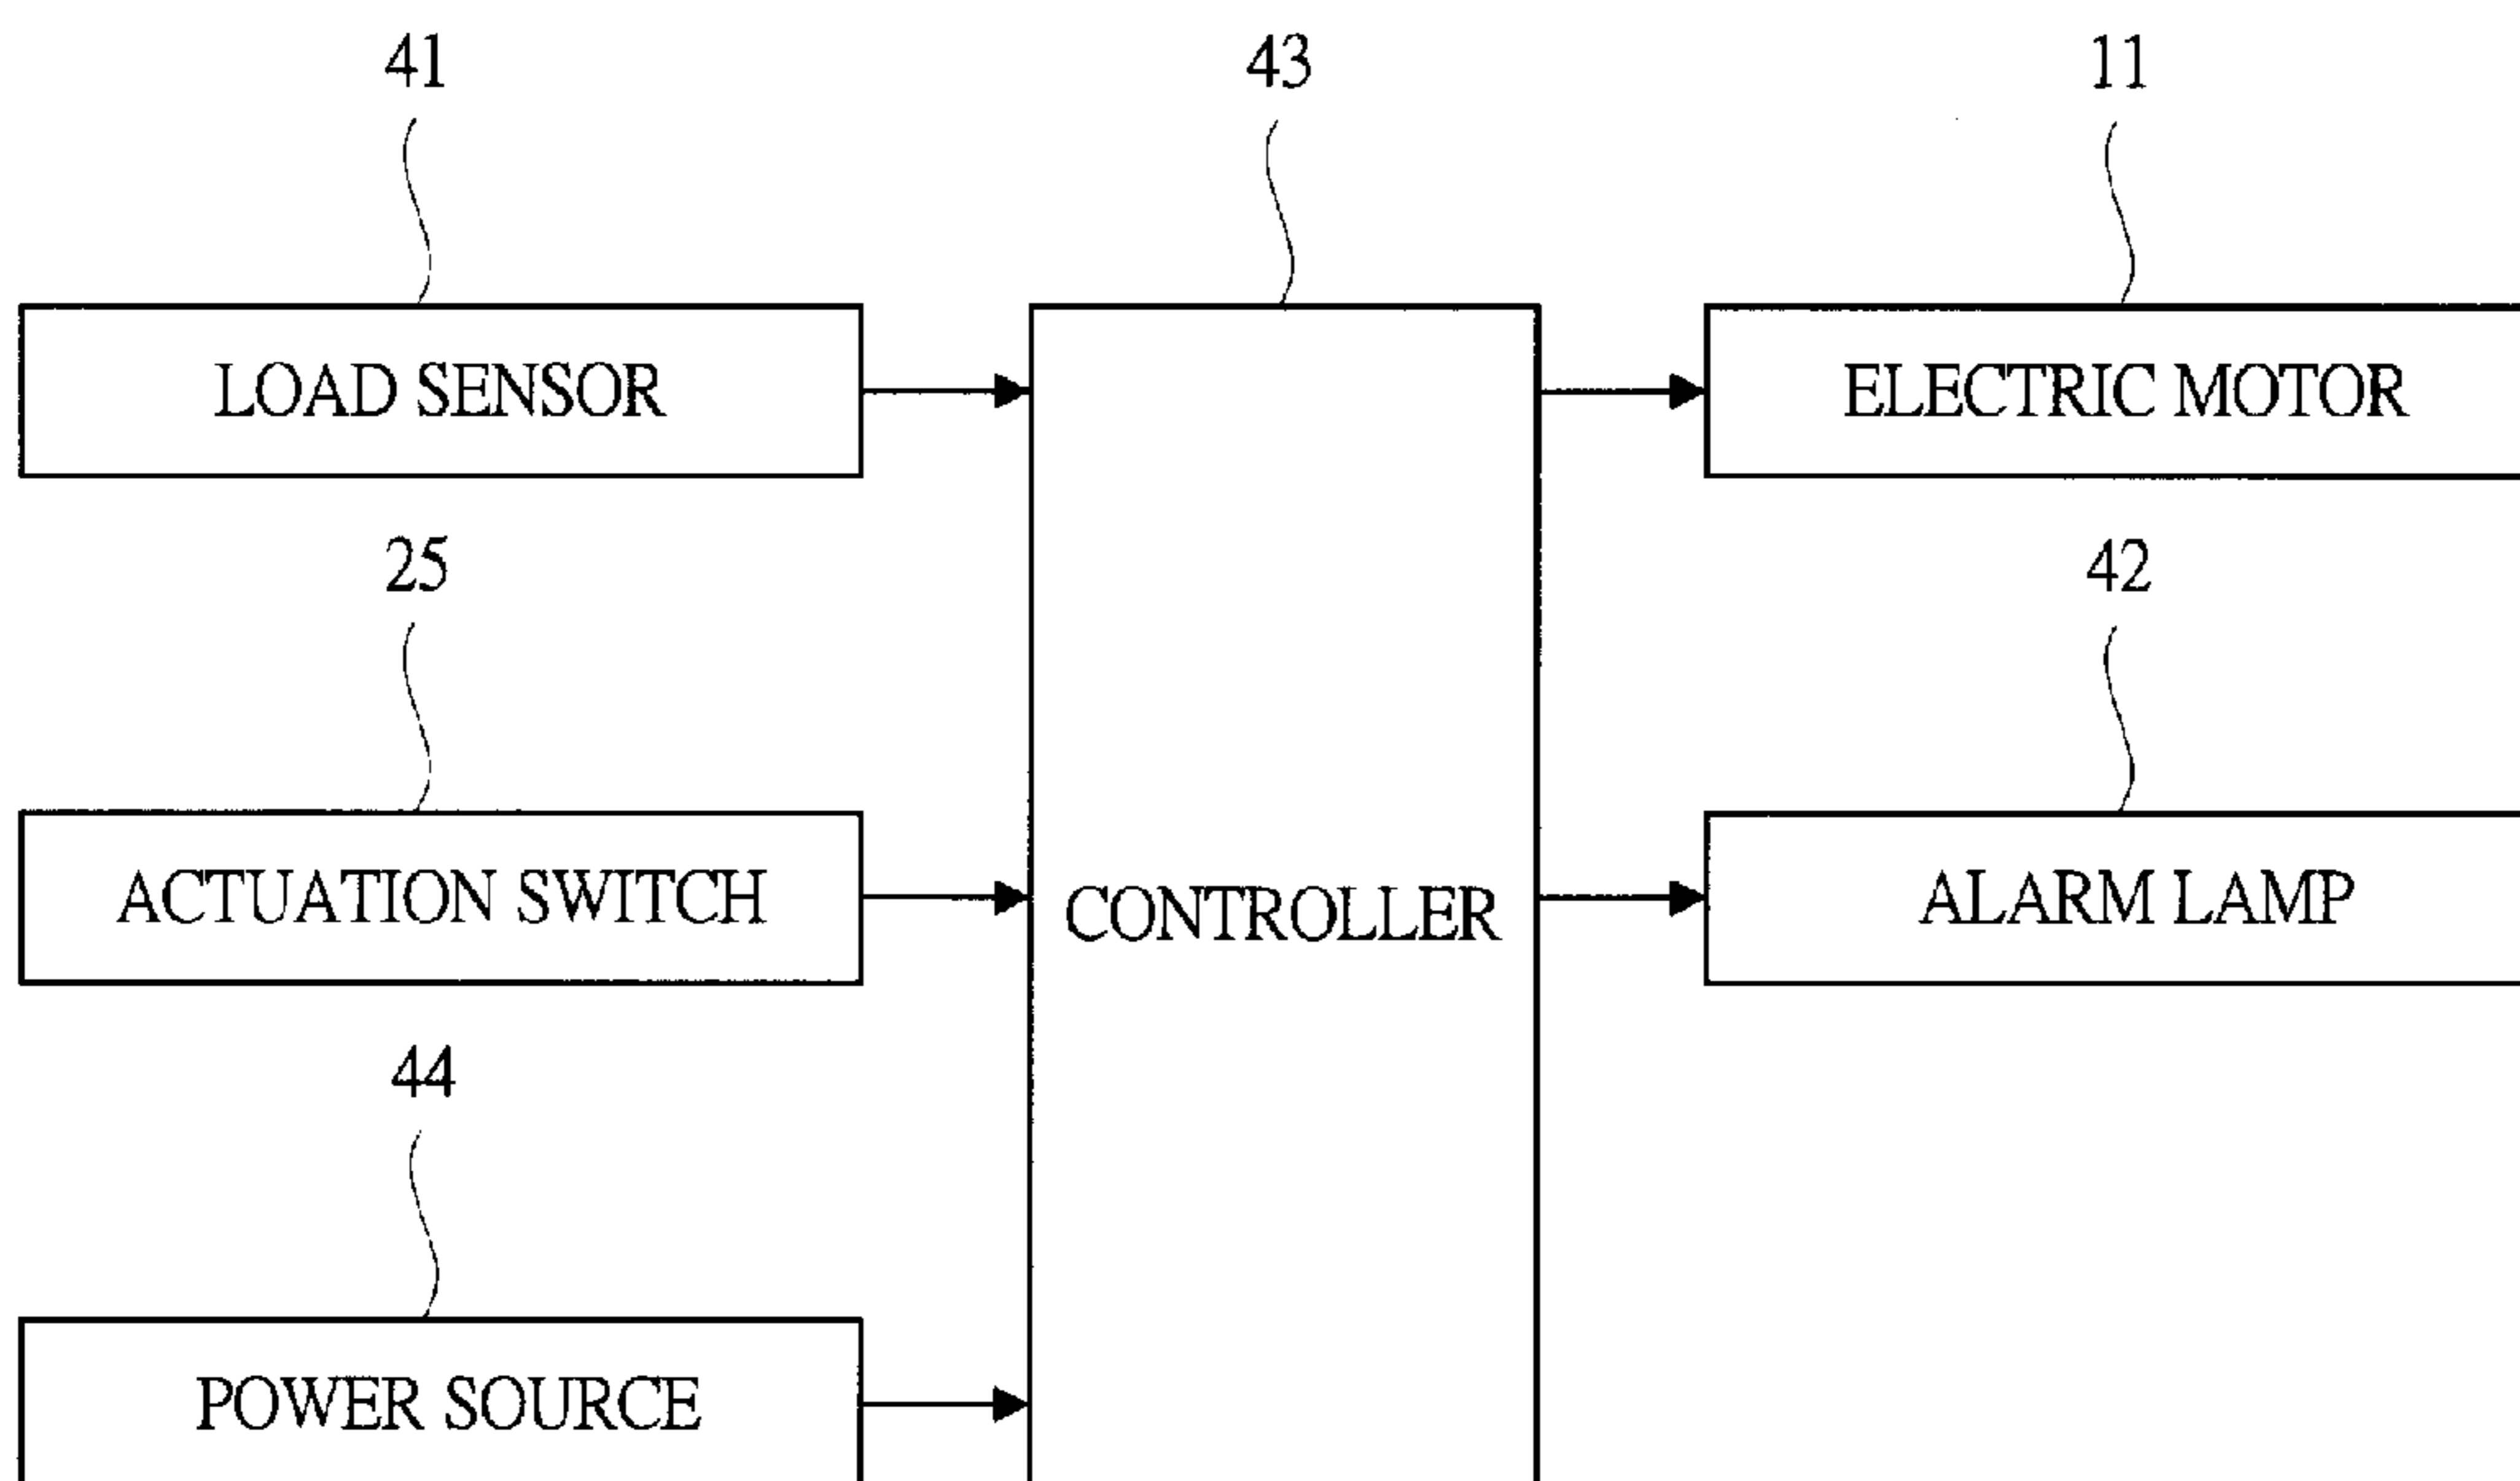 41
43
11
LOAD SENSOR
ELECTRIC MOTOR
25
42
ACTUATION SWITCH
CONTROLLER
ALARM LAMP
44
POWER SOURCE